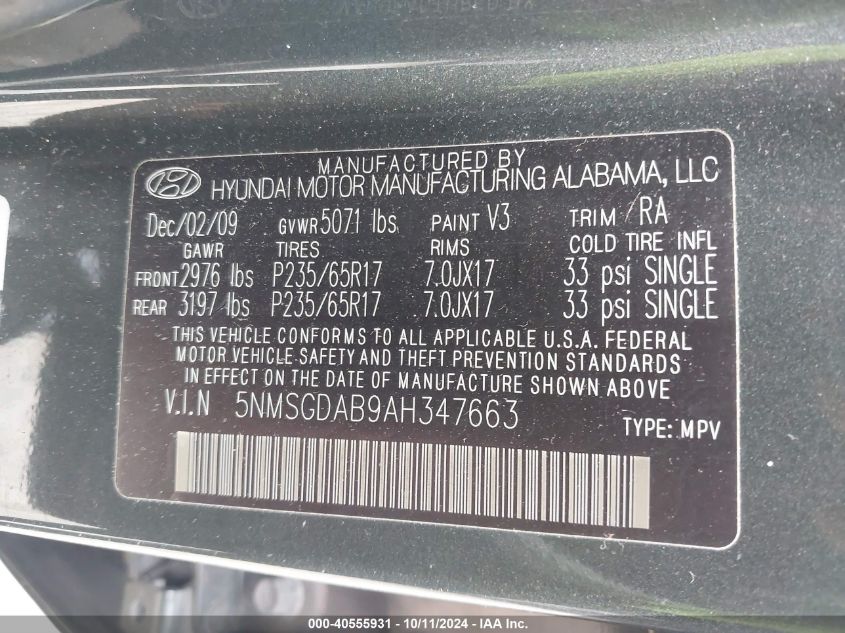 MANUFACTURED BY
HYUNDAI MOTOR MANUFACTURING ALABAMA, LLC
Dec/02/09 GVWR 5071 lbs PAINT V3 TRIM /RA
GAWR TIRES RIMS COLD TIRE INFL
FRONT 2976 lbs P235/65R17 7.0JX17 33 psi SINGLE
REAR 3197 lbs P235/65R17 7.0JX17 33 psi SINGLE
THIS VEHICLE CONFORMS TO ALL APPLICABLE U.S.A. FEDERAL
MOTOR VEHICLE SAFETY AND THEFT PREVENTION STANDARDS
IN EFFECT ON THE DATE OF MANUFACTURE SHOWN ABOVE
V.I.N 5NMSGDAB9AH347663
TYPE: MPV
000-40555931 - 10/11/2024 - IAA Inc.